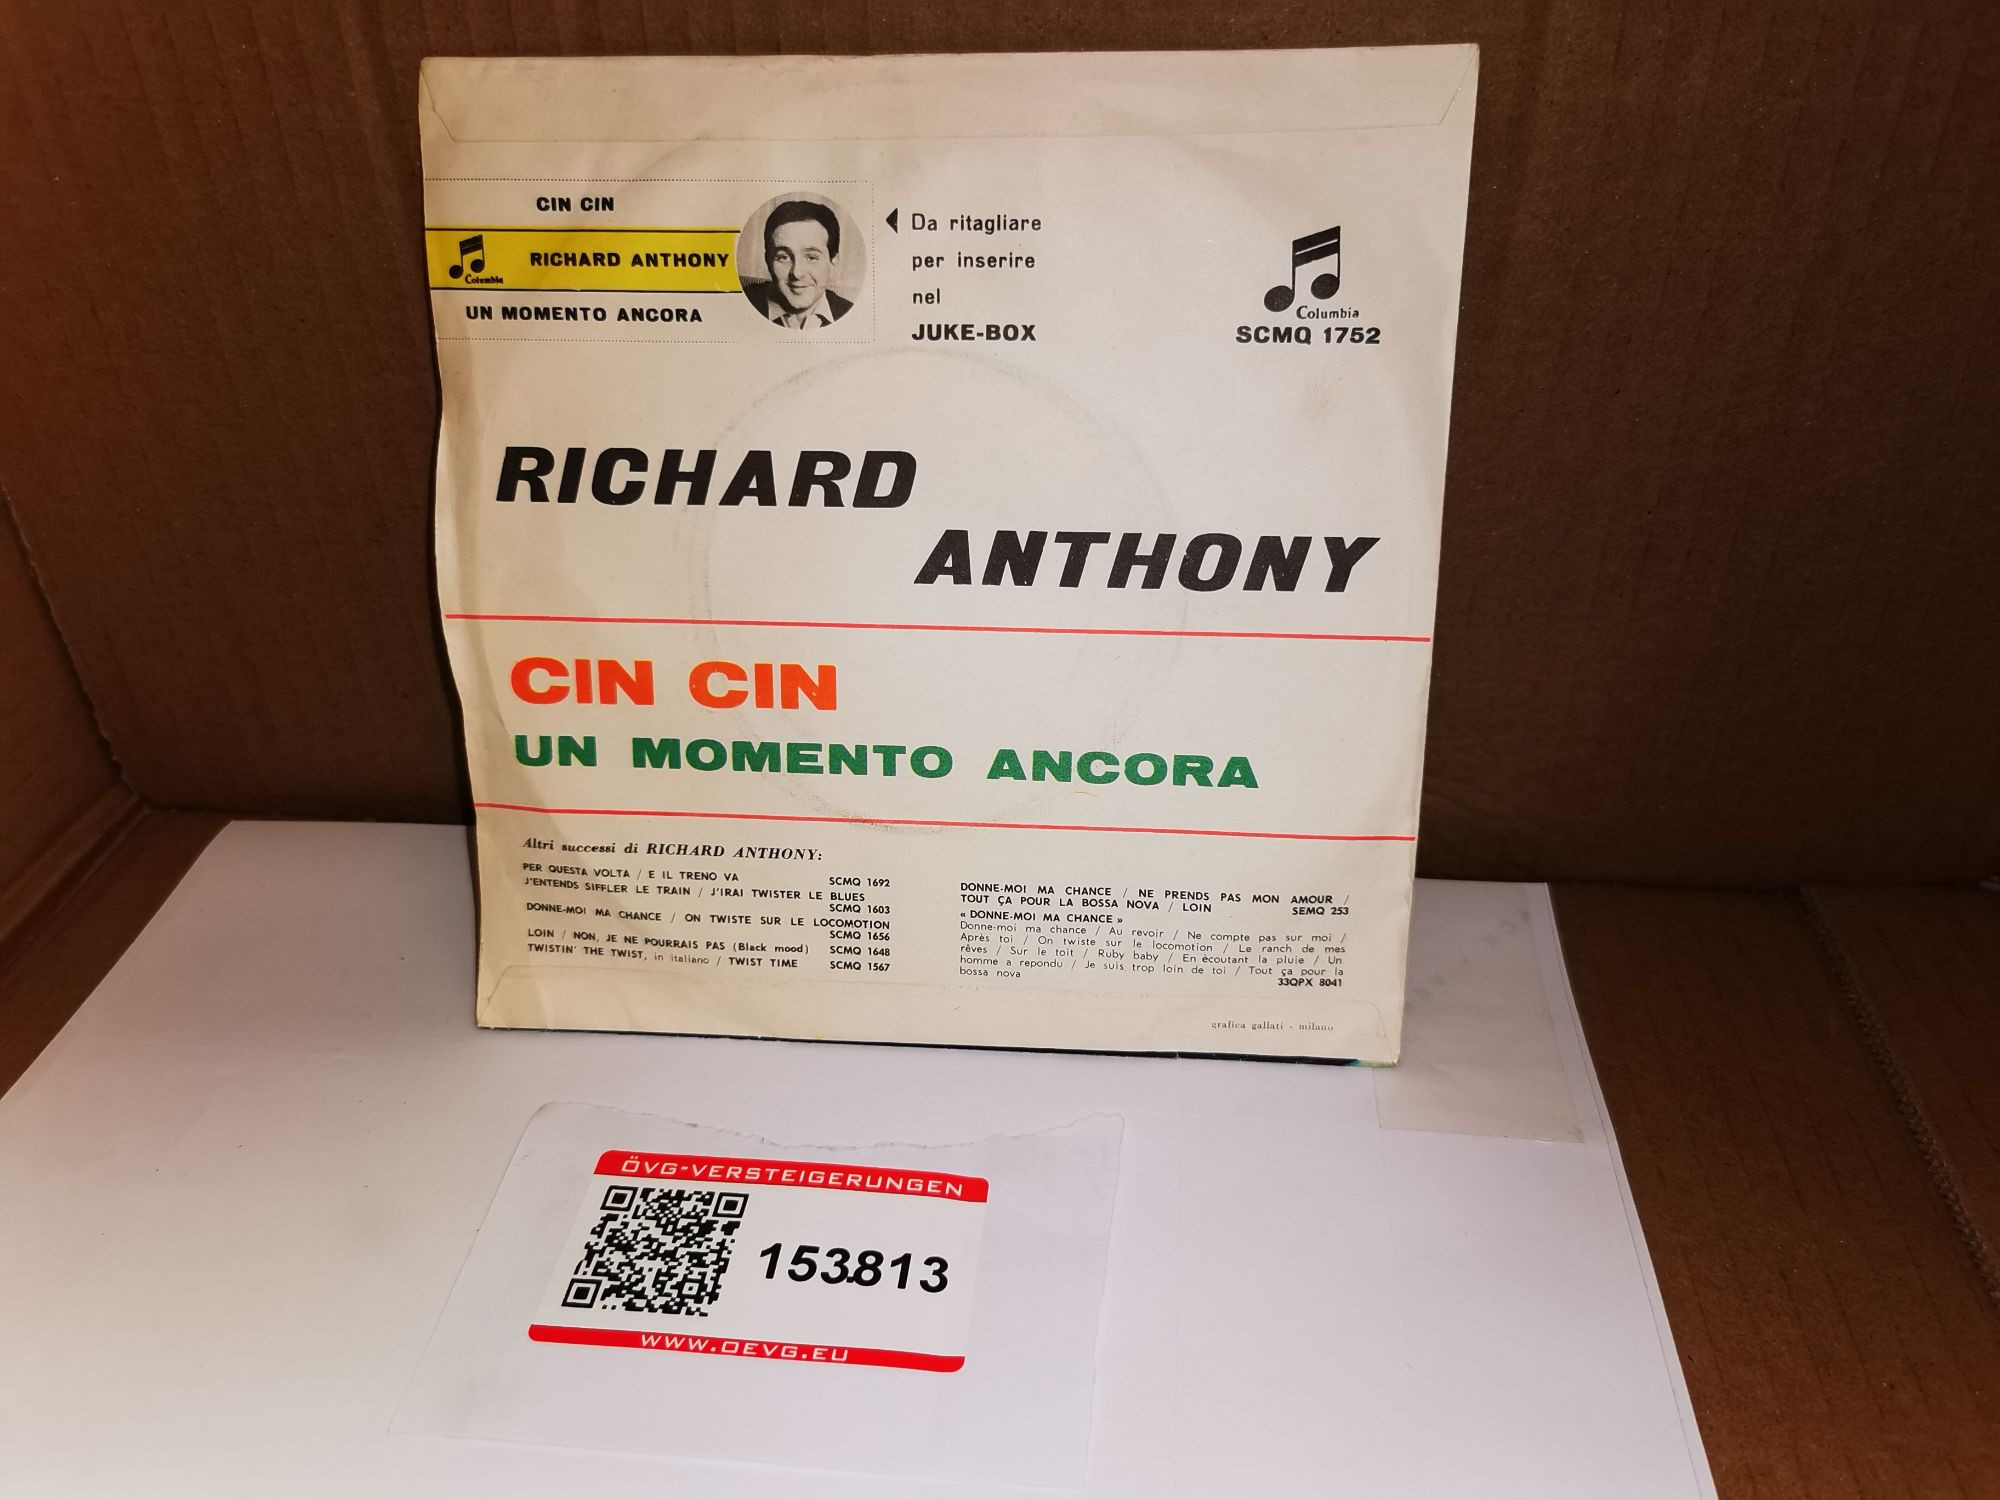 CIN CIN
Columbia
RICHARD ANTHONY
UN MOMENTO ANCORA
Da ritagliare
per inserire
nel
JUKE-BOX
Columbia
SCMQ 1752
RICHARD
ANTHONY
CIN CIN
UN MOMENTO ANCORA
Altri successi di RICHARD ANTHONY:
PER QUESTA VOLTA / E IL TRENO VA SCMQ 1692
J'ENTENDS SIFFLER LE TRAIN / J'IRAI TWISTER LE BLUES
SCMQ 1603
DONNE-MOI MA CHANCE / ON TWISTE SUR LE LOCOMOTION
SCMQ 1656
LOIN / NON, JE NE POURRAIS PAS (Black mood) SCMQ 1648
TWISTIN' THE TWIST, in italiano / TWIST TIME SCMQ 1567
DONNE-MOI MA CHANCE / NE PRENDS PAS MON AMOUR /
TOUT ÇA POUR LA BOSSA NOVA / LOIN SEMQ 253
« DONNE-MOI MA CHANCE »
Donne-moi ma chance / Au revoir / Ne compte pas sur moi /
Après toi / On twiste sur le locomotion / Le ranch de mes
rêves / Sur le toit / Ruby baby / En ècoutant la pluie / Un
homme a repondu / Je suis trop loin de toi / Tout ça pour la
bossa nova
33QPX 8041
grafica gallati - milano
ÖVG-VERSTEIGERUNGEN
153.813
WWW.OEVG.EU